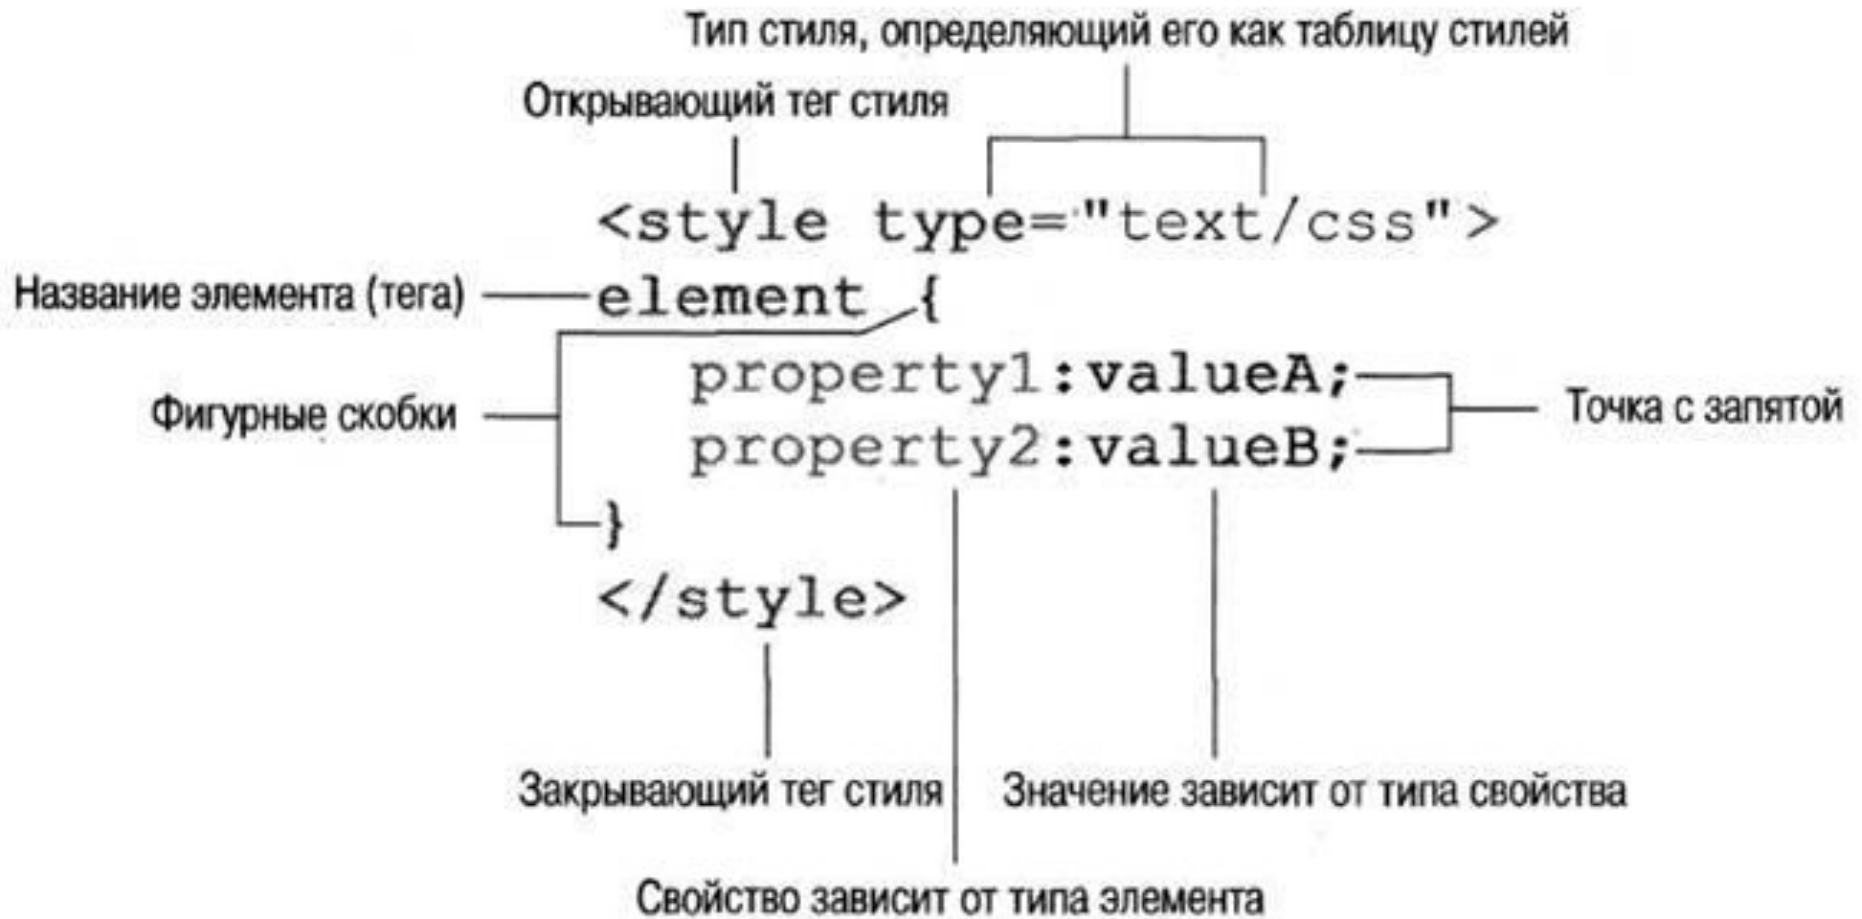 Тип стиля, определяющий его как таблицу стилей
Открывающий тег стиля
<style type="text/css">
Название элемента (тега)
element {
property1:valueA;
Фигурные скобки
Точка с запятой
property2:valueB;
}
</style>
Закрывающий тег стиля
Значение зависит от типа свойства
Свойство зависит от типа элемента